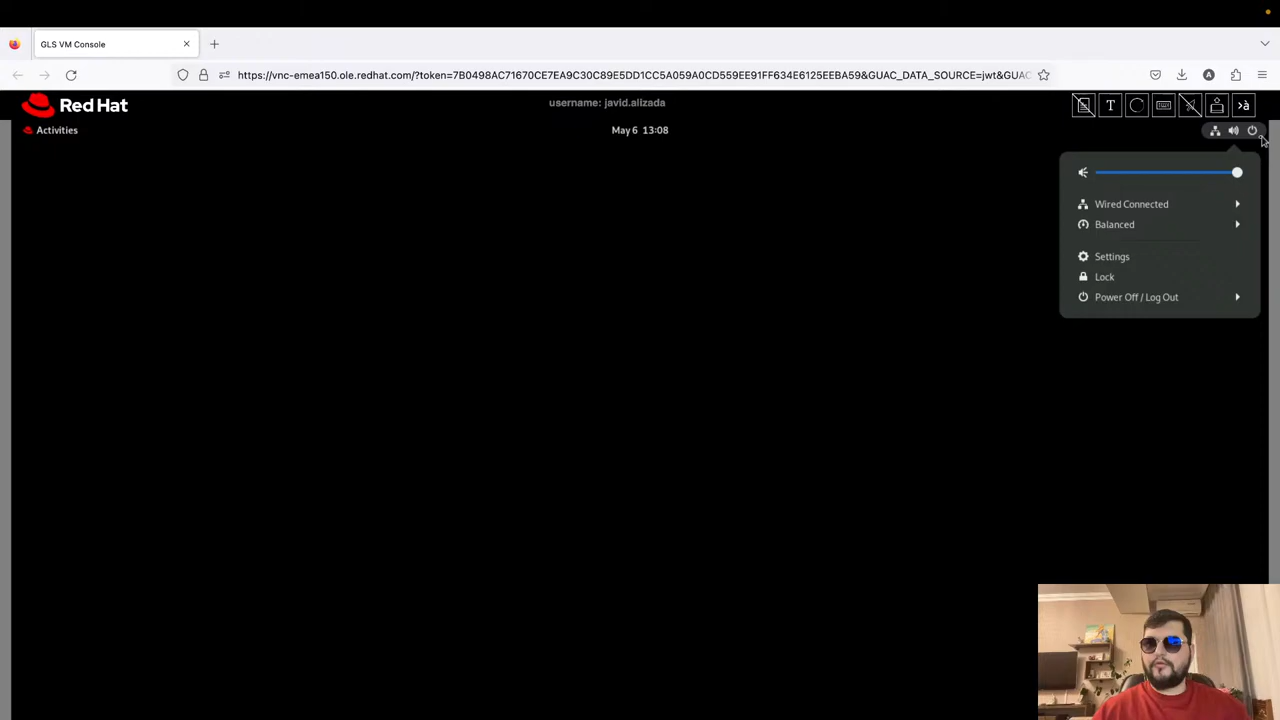 GLS VM Console
https://vnc-emea150.ole.redhat.com/?token=7B0498AC71670CE7EA9C30C89E5DD1CC5A059A0CD559EE91FF634E6125EEBA59&GUAC_DATA_SOURCE=jwt&GUAC
A
Red Hat
username: javid.alizada
T
>à
Activities
May 6 13:08
Wired Connected
Balanced
Settings
Lock
Power Off / Log Out